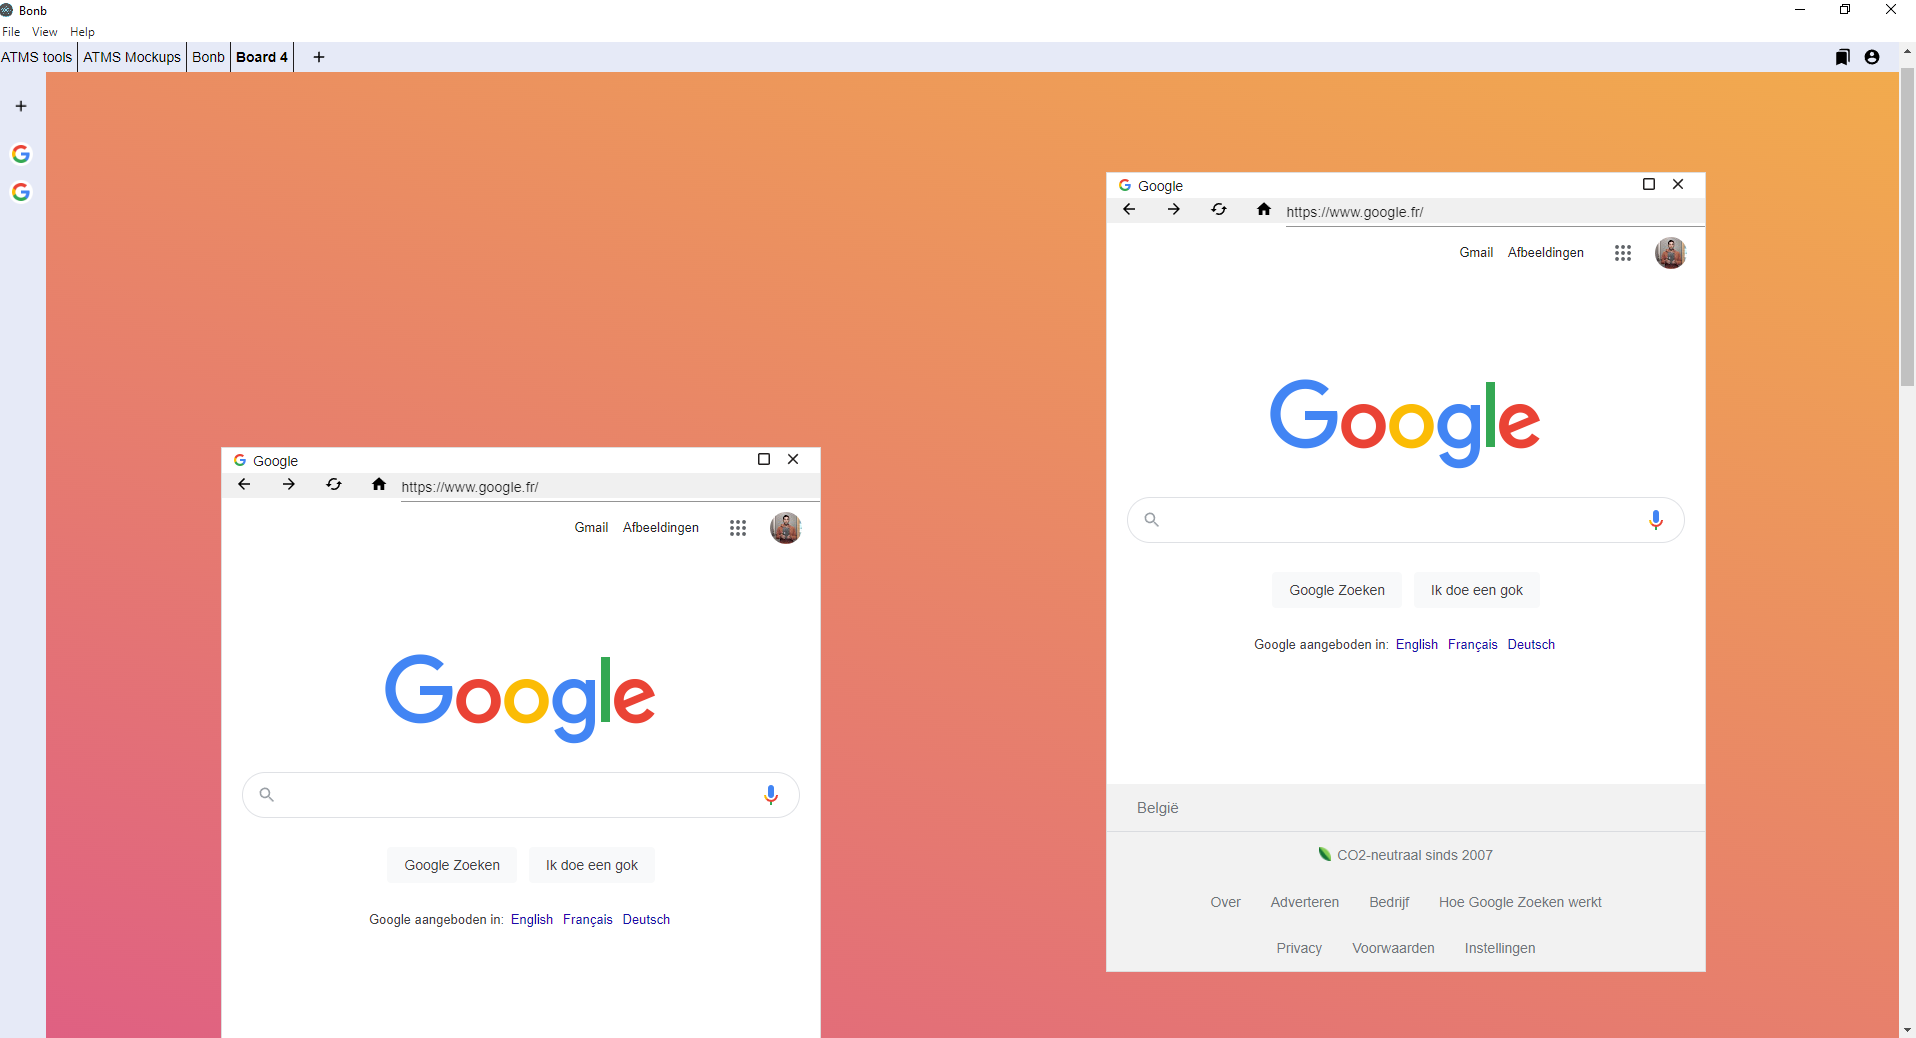 Bonb
File View Help
ATMS tools ATMS Mockups Bonb Board 4 +
Google
https://www.google.fr/
Gmail Afbeeldingen
Google
Google Zoeken Ik doe een gok
Google aangeboden in: English Français Deutsch
België
CO2-neutraal sinds 2007
Over Adverteren Bedrijf Hoe Google Zoeken werkt
Privacy Voorwaarden Instellingen
Google
https://www.google.fr/
Gmail Afbeeldingen
Google
Google Zoeken Ik doe een gok
Google aangeboden in: English Français Deutsch